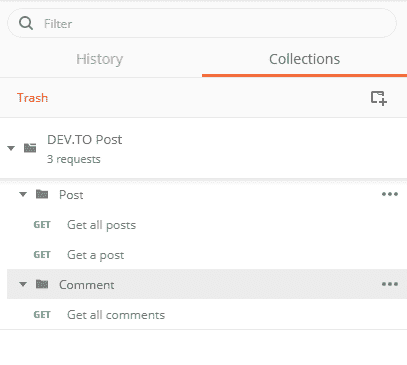 Filter
History
Collections
Trash
DEV.TO Post
3 requests
Post
GET Get all posts
GET Get a post
Comment
GET Get all comments